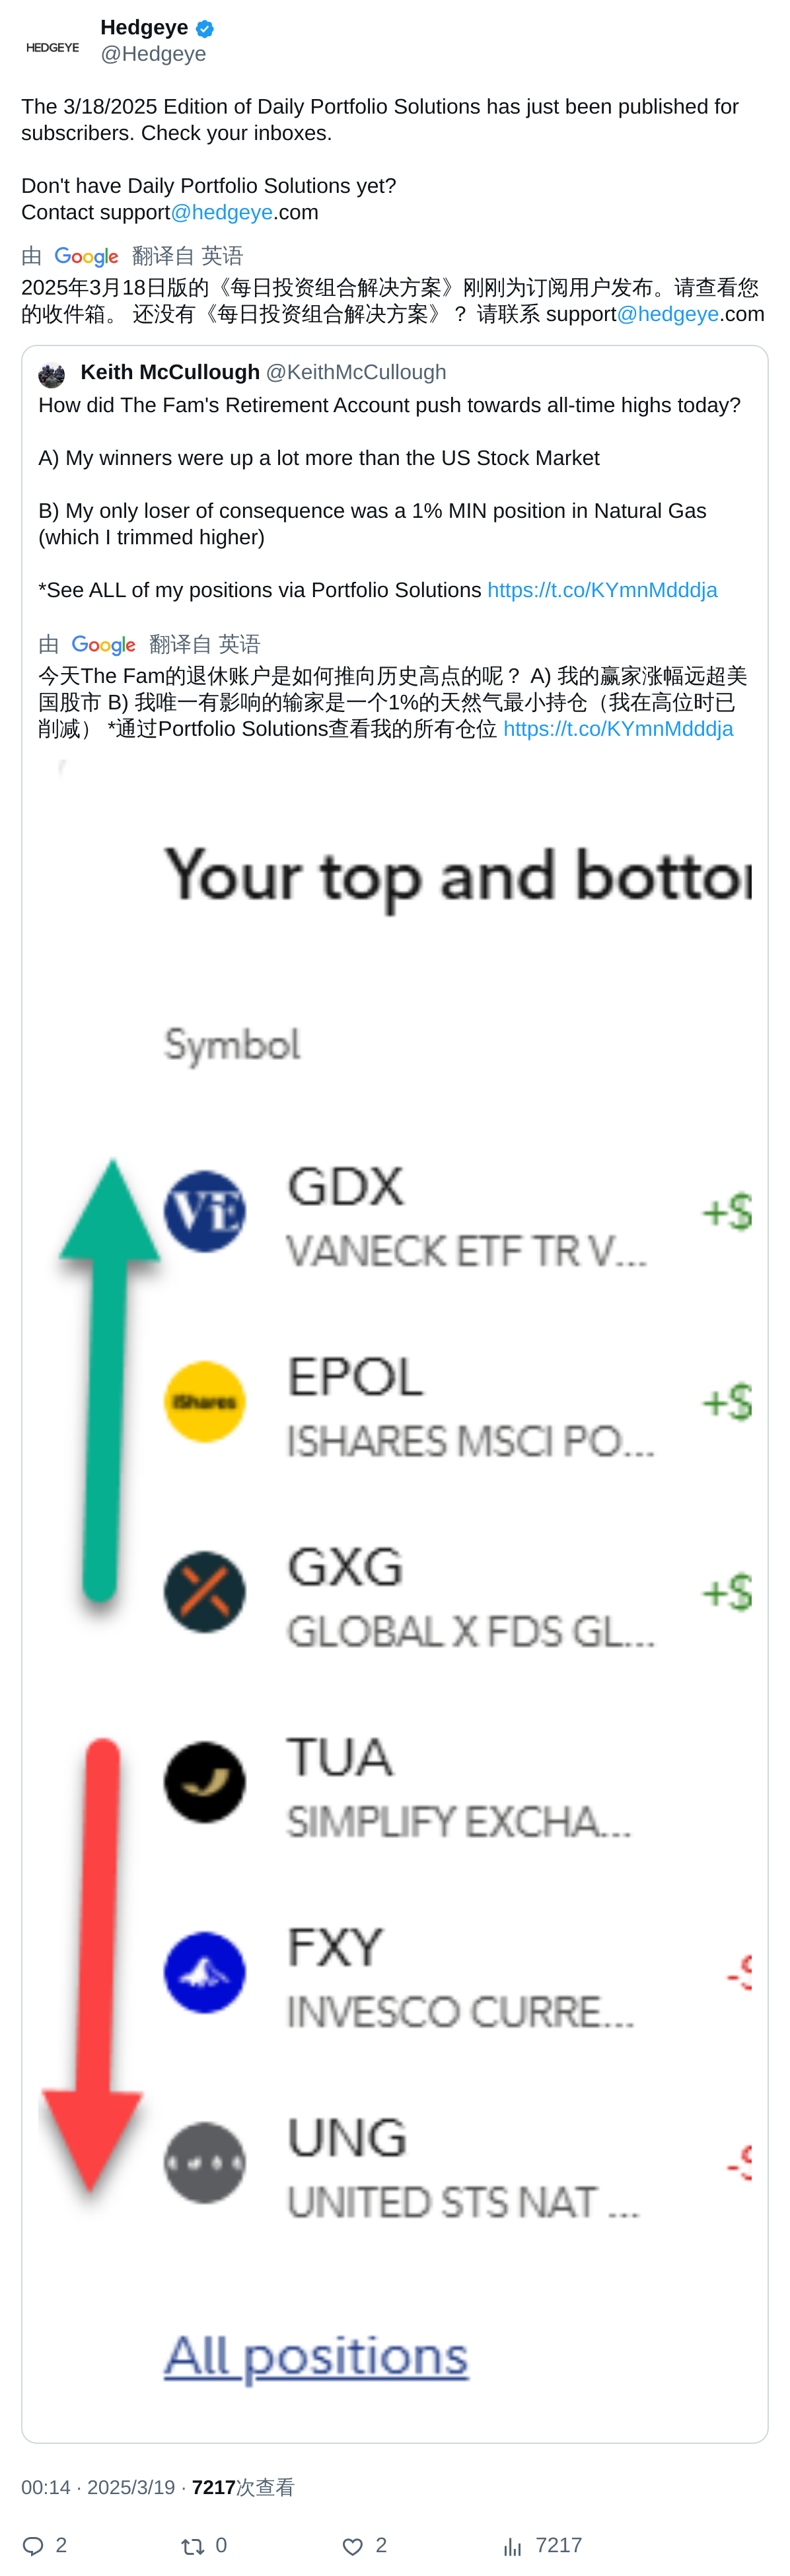 Hedgeye
HEDGEYE
@Hedgeye
The 3/18/2025 Edition of Daily Portfolio Solutions has just been published for
subscribers. Check your inboxes.
Don't have Daily Portfolio Solutions yet?
Contact support@hedgeye.com
由 Google 翻译自 英语
2025年3月18日版的《每日投资组合解决方案》刚刚为订阅用户发布。请查看您
的收件箱。 还没有《每日投资组合解决方案》？ 请联系 support@hedgeye.com
Keith McCullough @KeithMcCullough
How did The Fam's Retirement Account push towards all-time highs today?
A) My winners were up a lot more than the US Stock Market
B) My only loser of consequence was a 1% MIN position in Natural Gas
(which I trimmed higher)
*See ALL of my positions via Portfolio Solutions https://t.co/KYmnMdddja
由 Google 翻译自 英语
今天The Fam的退休账户是如何推向历史高点的呢？ A) 我的赢家涨幅远超美
国股市 B) 我唯一有影响的输家是一个1%的天然气最小持仓（我在高位时已
削减） *通过Portfolio Solutions查看我的所有仓位 https://t.co/KYmnMdddja
Your top and
Symbol
GDX
VANECK ETF TR V...
+$
EPOL
iShares
ISHARES MSCI PO...
+$
GXG
GLOBAL X FDS GL...
+$
TUA
SIMPLIFY EXCHA...
FXY
INVESCO CURRE...
-$
UNG
UNITED STS NAT ...
-$
All positions
00:14 · 2025/3/19 · 7217次查看
2 0 2 7217